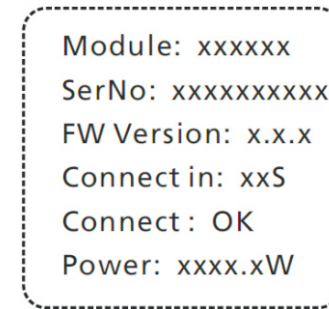 Module: xxxxxx
SerNo: xxxxxxxxxx
FW Version: x.x.x
Connect in: xxS
Connect : OK
Power: xxxx.xW